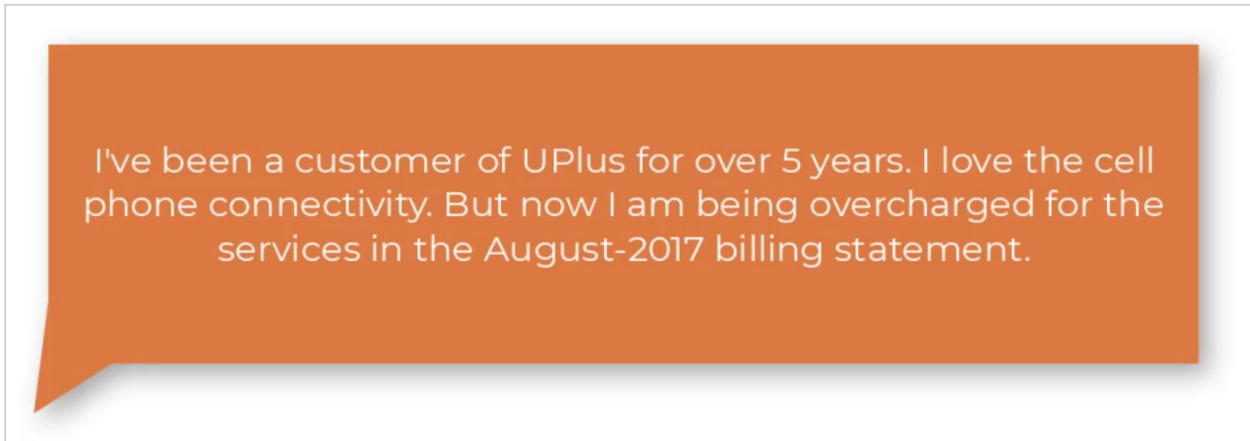 I've been a customer of UPlus for over 5 years. I love the cell
phone connectivity. But now I am being overcharged for the
services in the August-2017 billing statement.